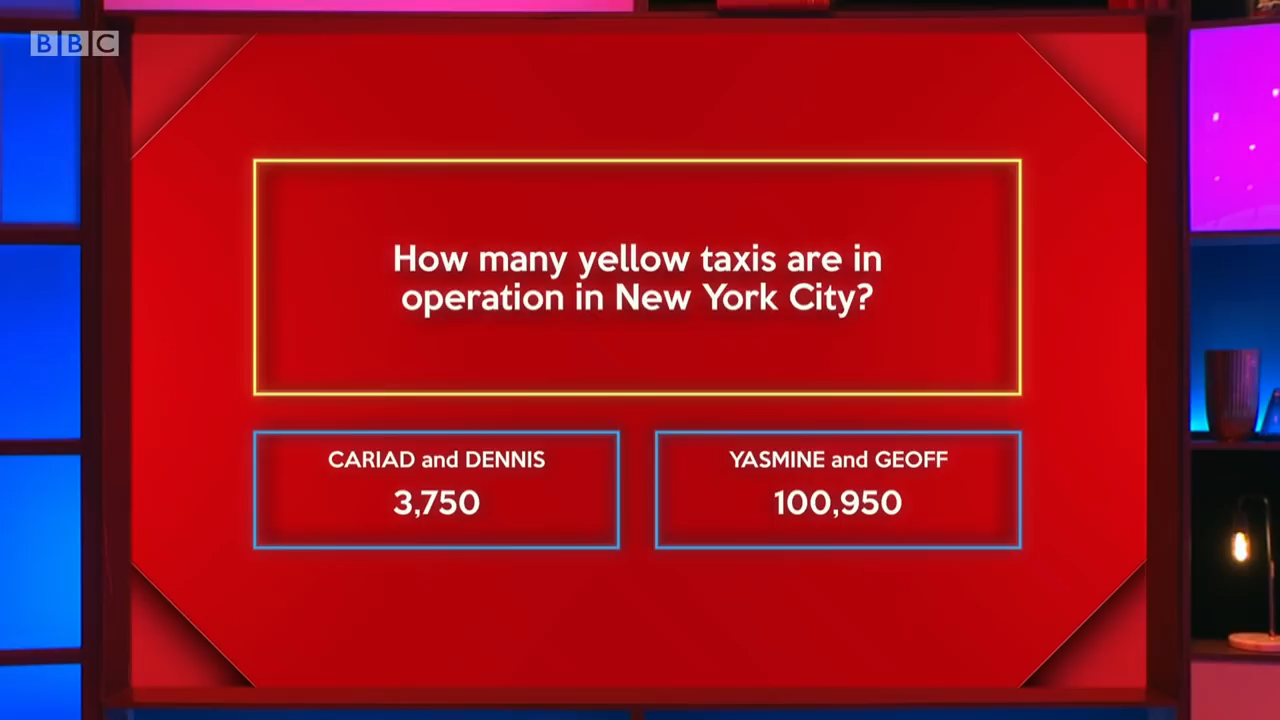 BBC
How many yellow taxis are in
operation in New York City?
CARIAD and DENNIS
YASMINE and GEOFF
3,750
100,950